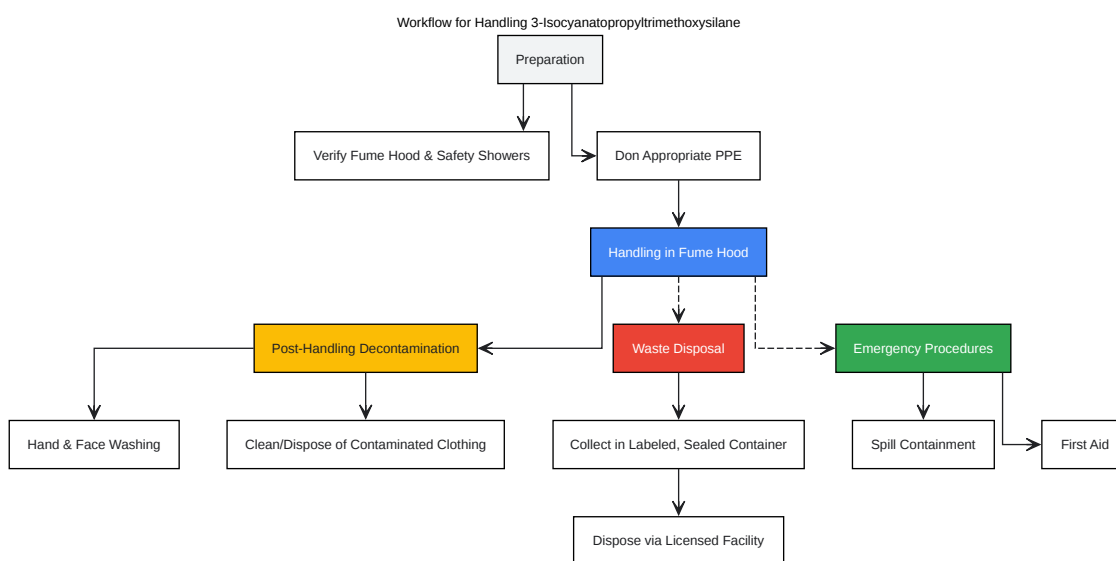 Workflow for Handling 3-Isocyanatopropyltrimethoxysilane
Preparation
Verify Fume Hood & Safety Showers
Don Appropriate PPE
Handling in Fume Hood
Post-Handling Decontamination
Waste Disposal
Emergency Procedures
Hand & Face Washing
Clean/Dispose of Contaminated Clothing
Collect in Labeled, Sealed Container
Spill Containment
First Aid
Dispose via Licensed Facility